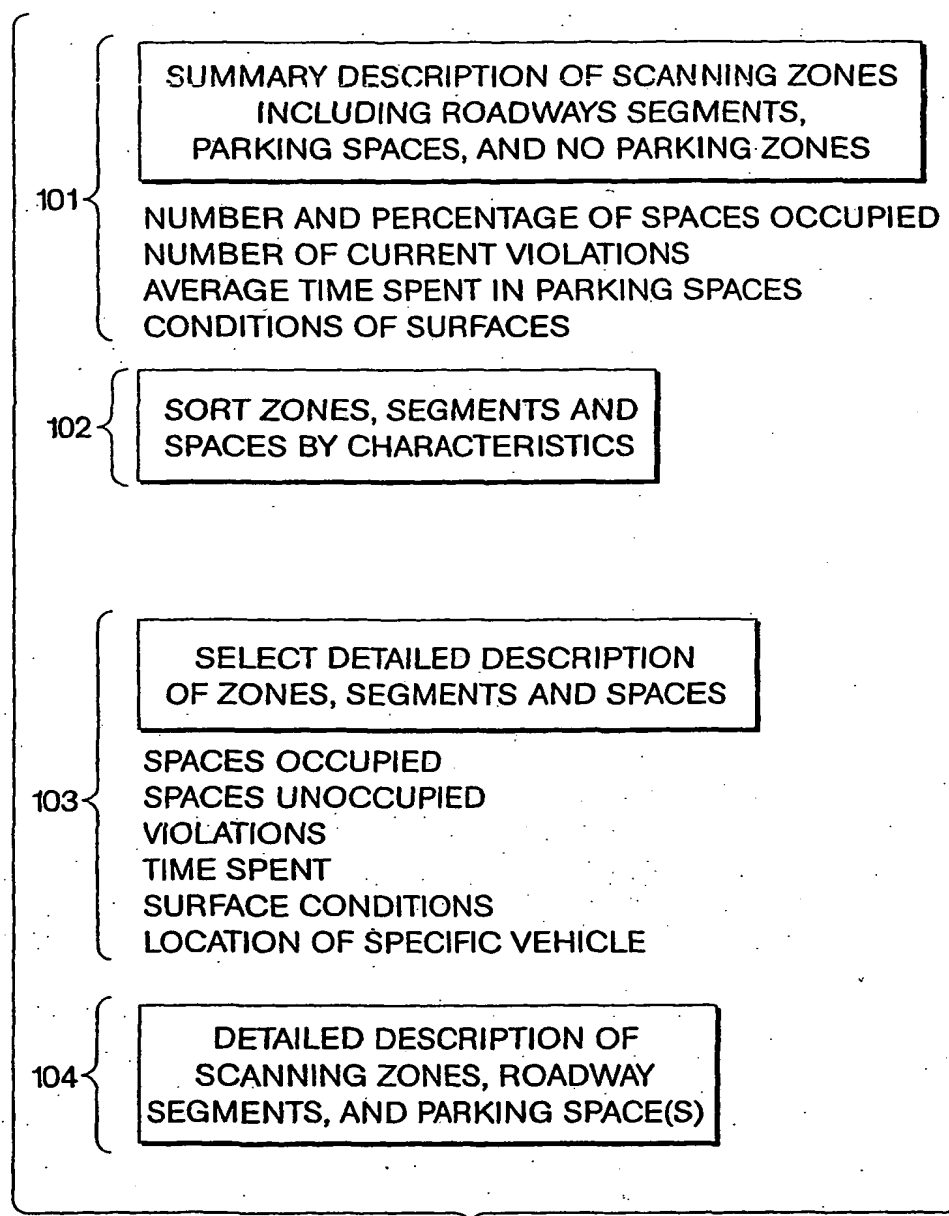 SUMMARY DESCRIPTION OF SCANNING ZONES
INCLUDING ROADWAYS SEGMENTS,
PARKING SPACES, AND NO PARKING ZONES
101
NUMBER AND PERCENTAGE OF SPACES OCCUPIED
NUMBER OF CURRENT VIOLATIONS
AVERAGE TIME SPENT IN PARKING SPACES
CONDITIONS OF SURFACES
102
SORT ZONES, SEGMENTS AND
SPACES BY CHARACTERISTICS
SELECT DETAILED DESCRIPTION
OF ZONES, SEGMENTS AND SPACES
103
SPACES OCCUPIED
SPACES UNOCCUPIED
VIOLATIONS
TIME SPENT
SURFACE CONDITIONS
LOCATION OF SPECIFIC VEHICLE
104
DETAILED DESCRIPTION OF
SCANNING ZONES, ROADWAY
SEGMENTS, AND PARKING SPACE(S)